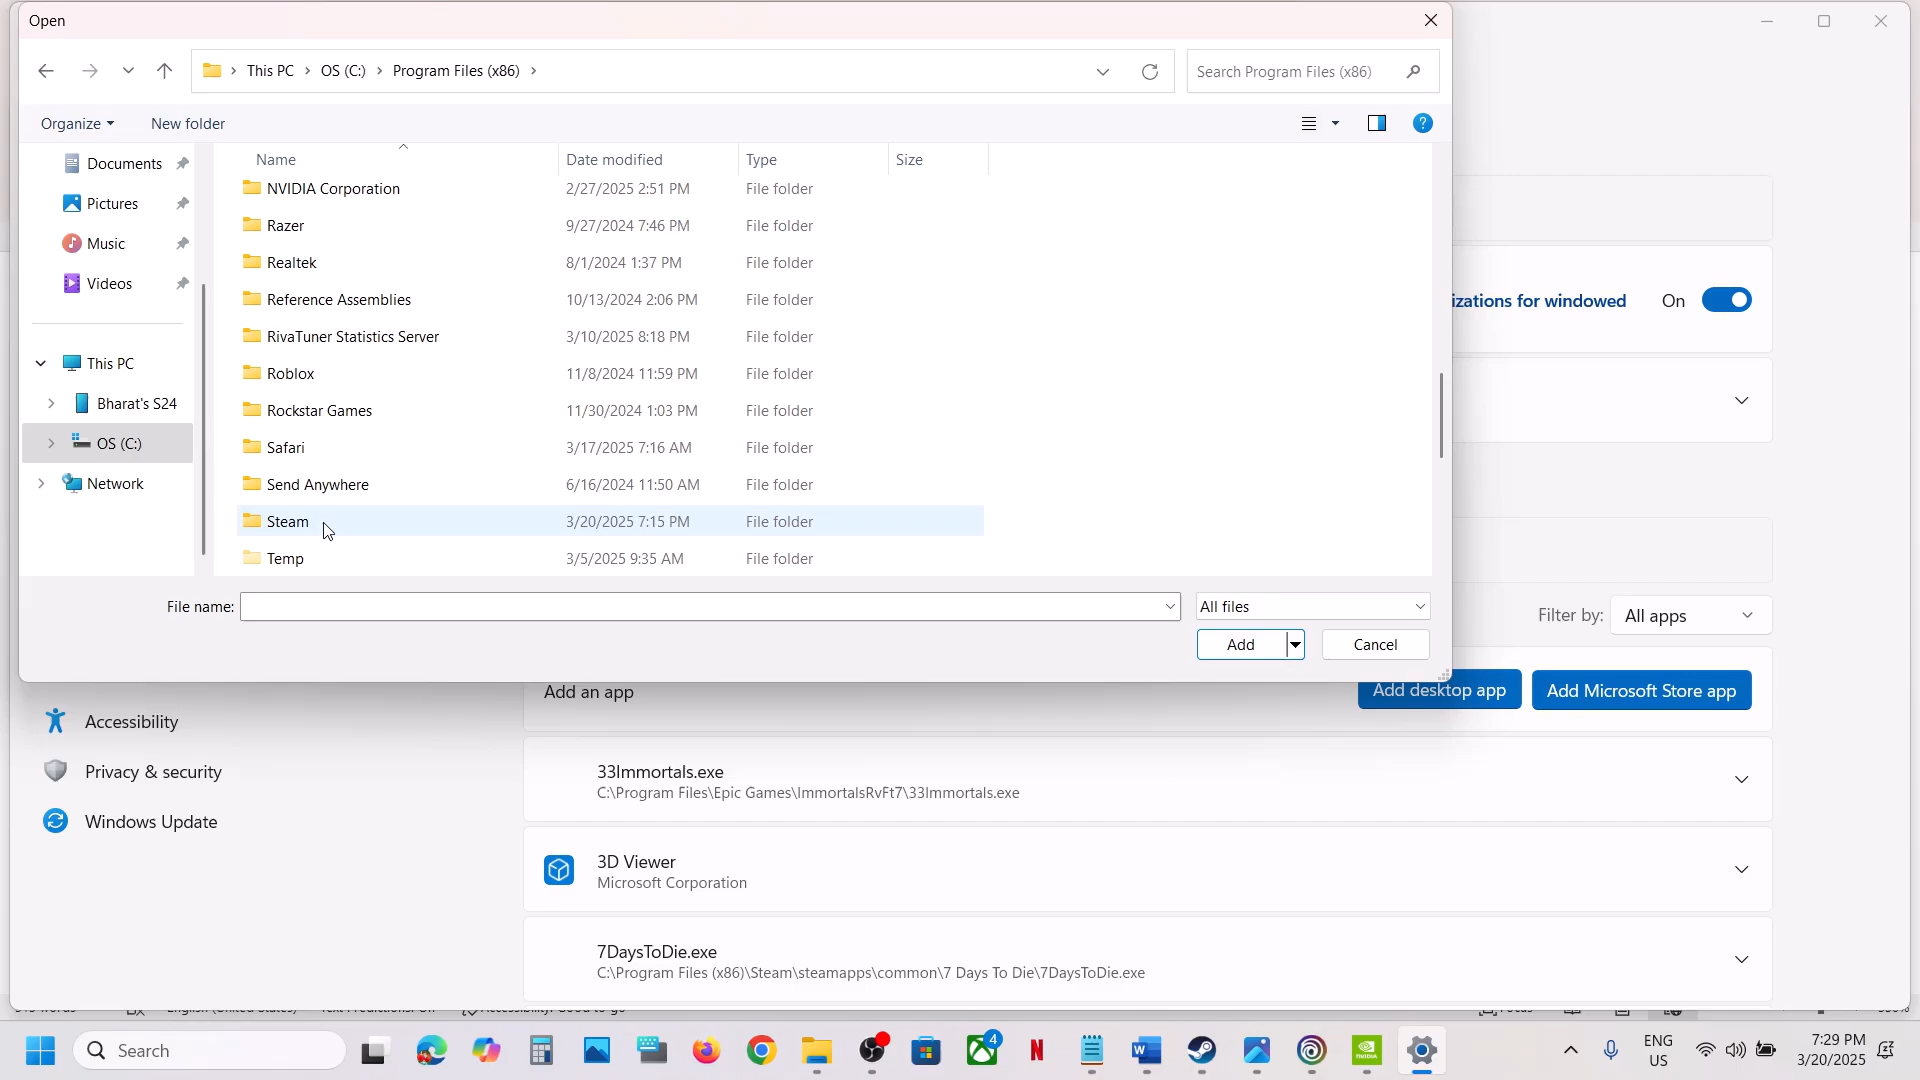 Open
This PC
OS (C:)
Program Files (x86)
Search Program Files (x86)
Organize
New folder
Name
Date modified
Type
Size
Documents
Pictures
Music
Videos
This PC
Bharat's S24
OS (C:)
Network
NVIDIA Corporation 2/27/2025 2:51 PM File folder
Razer 9/27/2024 7:46 PM File folder
Realtek 8/1/2024 1:37 PM File folder
Reference Assemblies 10/13/2024 2:06 PM File folder
RivaTuner Statistics Server 3/10/2025 8:18 PM File folder
Roblox 11/8/2024 11:59 PM File folder
Rockstar Games 11/30/2024 1:03 PM File folder
Safari 3/17/2025 7:16 AM File folder
Send Anywhere 6/16/2024 11:50 AM File folder
Steam 3/20/2025 7:15 PM File folder
Temp 3/5/2025 9:35 AM File folder
File name:
All files
Add
Cancel
izations for windowed
On
Filter by:
All apps
Add an app
Add desktop app
Add Microsoft Store app
Accessibility
Privacy & security
Windows Update
33Immortals.exe
C:\Program Files\Epic Games\ImmortalsRvFt7\33Immortals.exe
3D Viewer
Microsoft Corporation
7DaysToDie.exe
C:\Program Files (x86)\Steam\steamapps\common\7 Days To Die\7DaysToDie.exe
Search
4
ENG
US
7:29 PM
3/20/2025